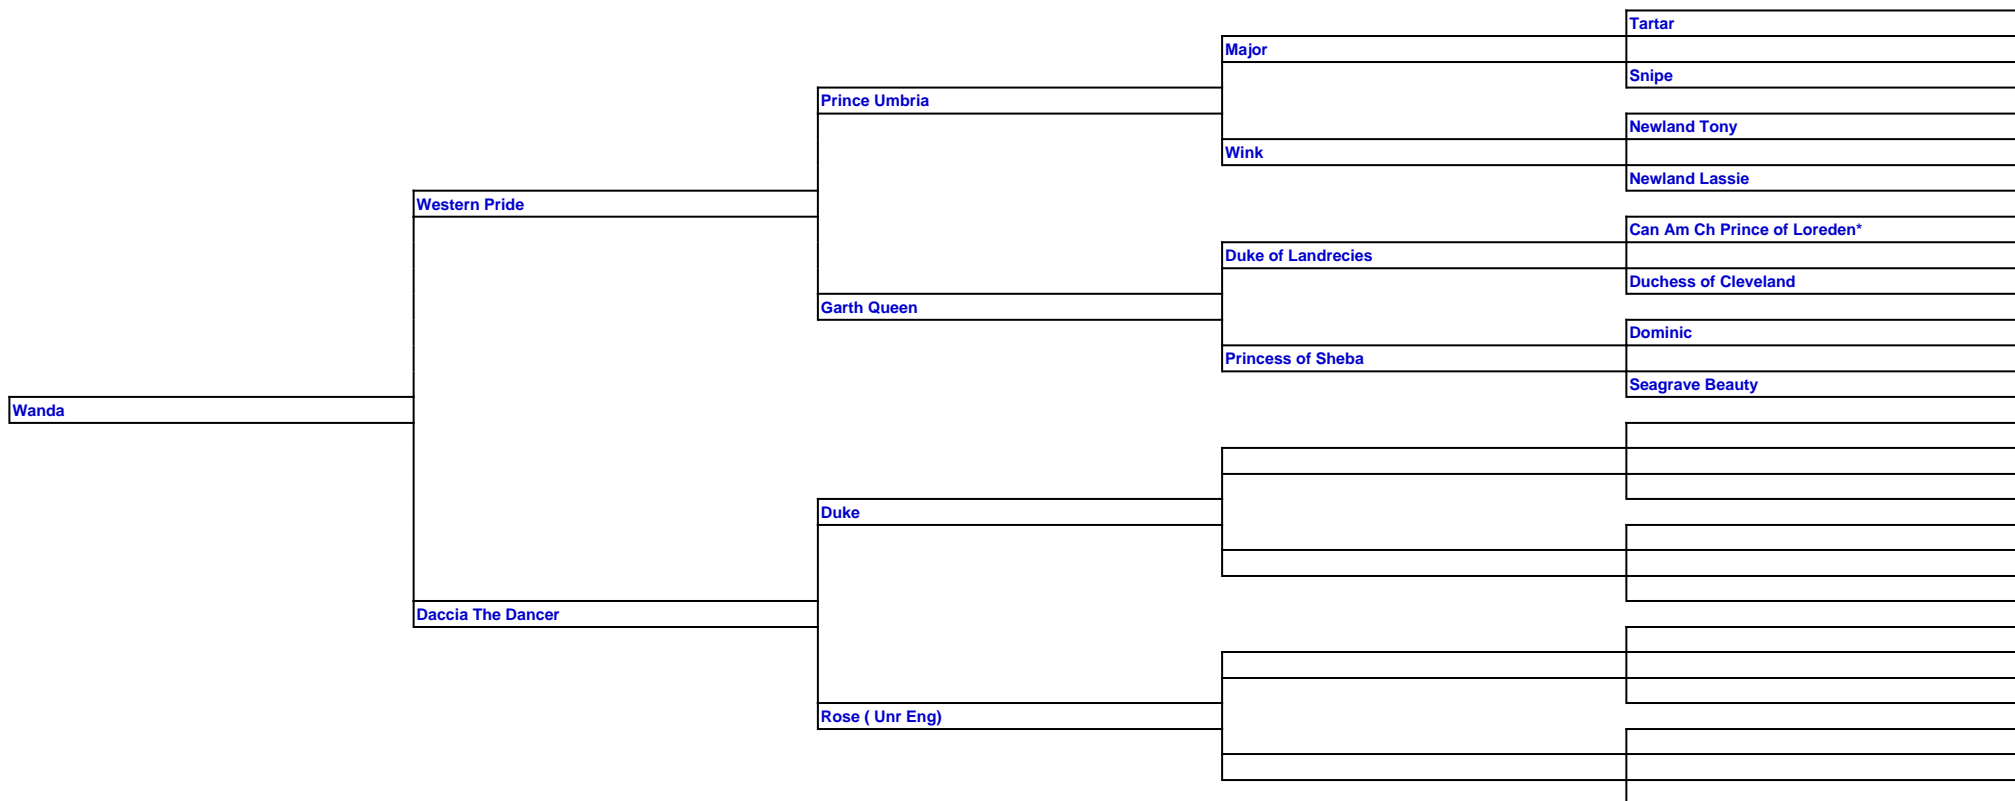 Tartar
Major
Snipe
Prince Umbria
Newland Tony
Wink
Newland Lassie
Western Pride
Can Am Ch Prince of Loreden*
Duke of Landrecies
Duchess of Cleveland
Garth Queen
Dominic
Princess of Sheba
Seagrave Beauty
Wanda
Duke
Daccia The Dancer
Rose ( Unr Eng)